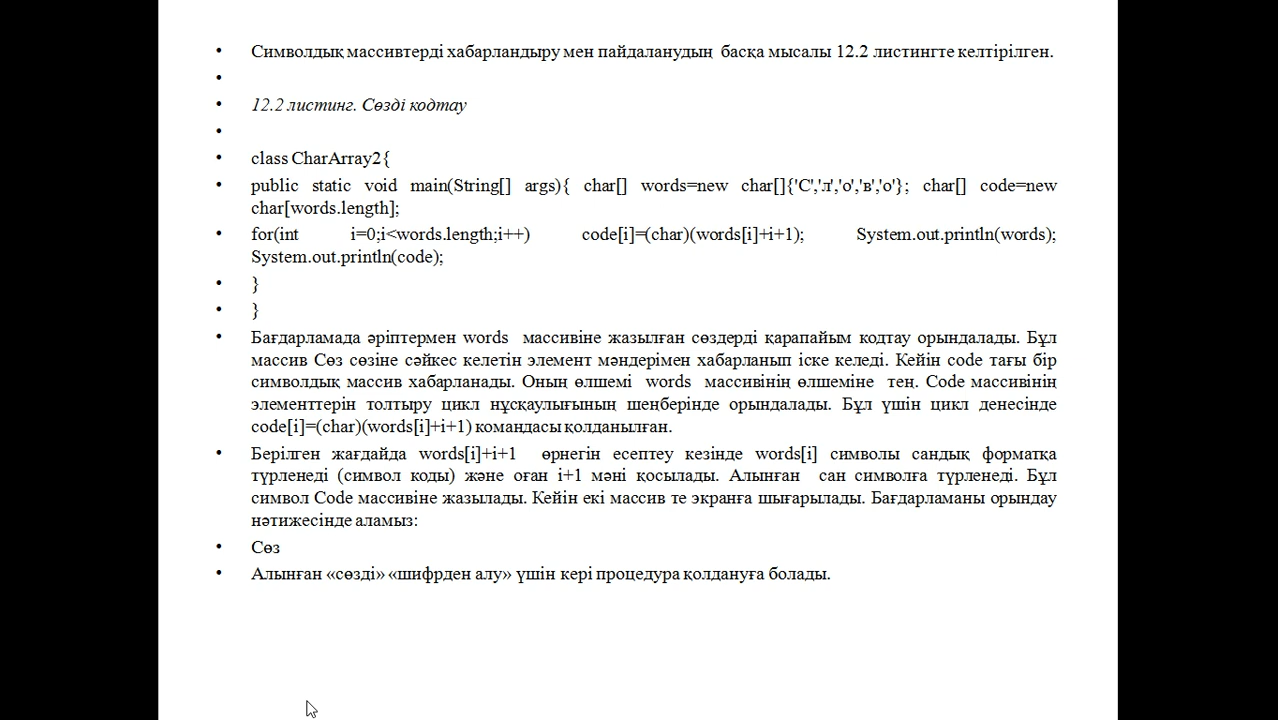 • Символдық массивтерді хабарландыру мен пайдаланудың басқа мысалы 12.2 листингте келтірілген.
•
• 12.2 листинг. Сөзді кодтау
•
• class CharArray2{
• public static void main(String[] args){ char[] words=new char[]{'С','л','о','в','о'}; char[] code=new
char[words.length];
• for(int i=0;i<words.length;i++) code[i]=(char)(words[i]+i+1); System.out.println(words);
System.out.println(code);
• }
• }
• Бағдарламада әріптермен words массивіне жазылған сөздерді қарапайым кодтау орындалады. Бұл
массив Сөз сөзіне сәйкес келетін элемент мәндерімен хабарланып іске келеді. Кейін code тағы бір
символдық массив хабарланады. Оның өлшемі words массивінің өлшеміне тең. Code массивінің
элементтерін толтыру цикл нұсқаулығының шеңберінде орындалады. Бұл үшін цикл денесінде
code[i]=(char)(words[i]+i+1) командасы қолданылған.
• Берілген жағдайда words[i]+i+1 өрнегін есептеу кезінде words[i] символы сандық форматқа
түрленеді (символ коды) және оған i+1 мәні қосылады. Алынған сан символға түрленеді. Бұл
символ Code массивіне жазылады. Кейін екі массив те экранға шығарылады. Бағдарламаны орындау
нәтижесінде аламыз:
• Сөз
• Алынған «сөзді» «шифрден алу» үшін кері процедура қолдануға болады.